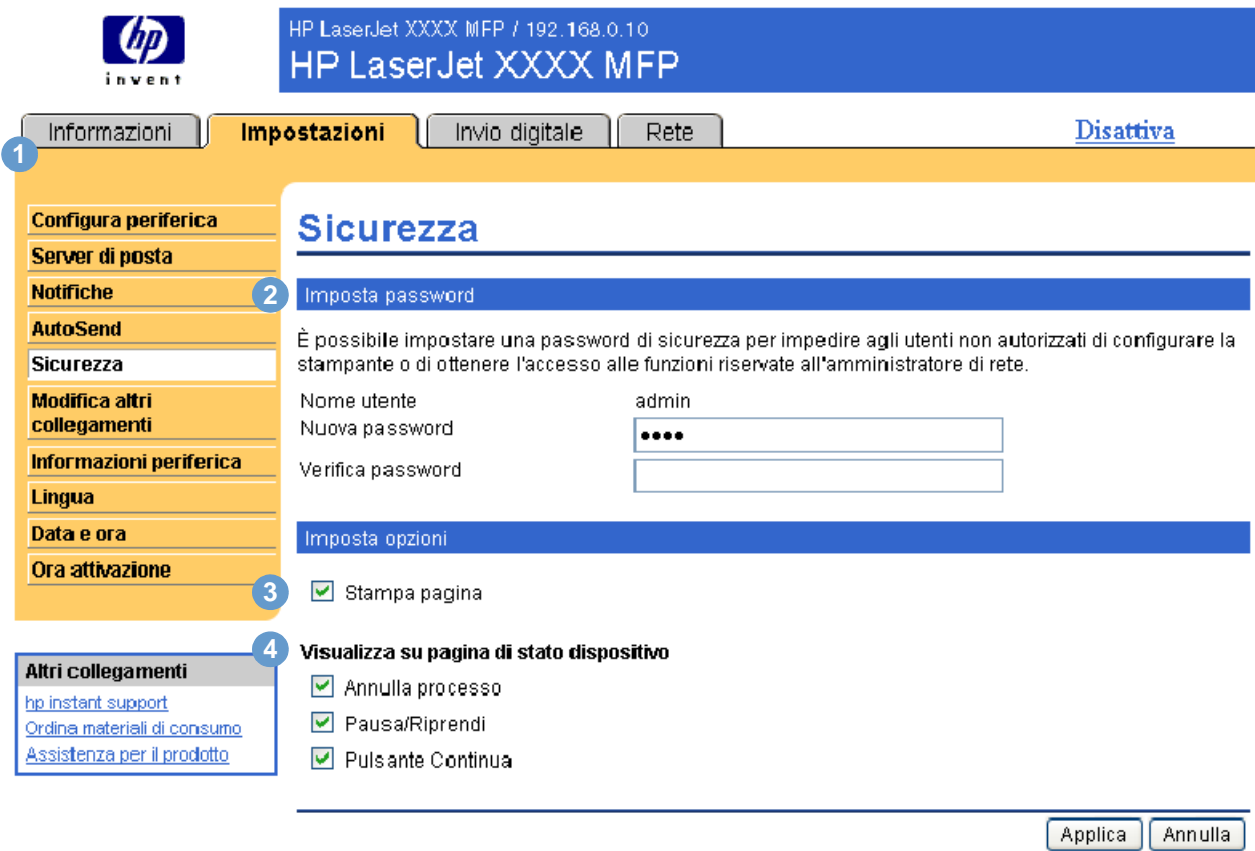 hp
invent
HP LaserJet XXXX MFP / 192.168.0.10
HP LaserJet XXXX MFP
Informazioni
Impostazioni
Invio digitale
Rete
Disattiva
1
Configura periferica
Server di posta
Notifiche
AutoSend
Sicurezza
Modifica altri
collegamenti
Informazioni periferica
Lingua
Data e ora
Ora attivazione
Altri collegamenti
hp instant support
Ordina materiali di consumo
Assistenza per il prodotto
Sicurezza
2
Imposta password
È possibile impostare una password di sicurezza per impedire agli utenti non autorizzati di configurare la
stampante o di ottenere l'accesso alle funzioni riservate all'amministratore di rete.
Nome utente admin
Nuova password ••••
Verifica password
Imposta opzioni
3
Stampa pagina
4
Visualizza su pagina di stato dispositivo
Annulla processo
Pausa/Riprendi
Pulsante Continua
Applica
Annulla